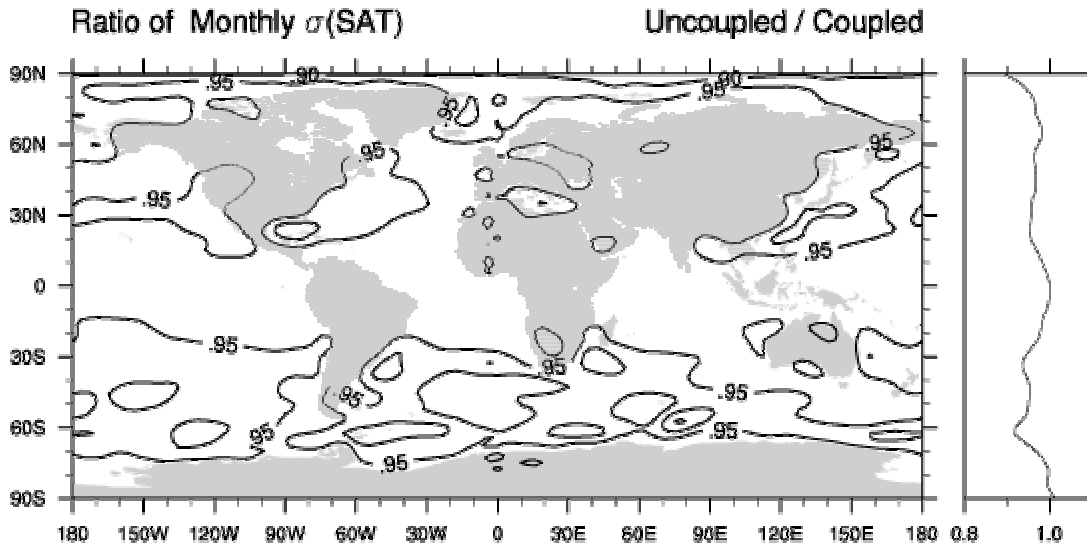 Ratio of Monthly σ(SAT) Uncoupled / Coupled
90N
60N
30N
0
30S
60S
90S
.95 .90 .95 .95 .90
.95 .95
.95 .95
.95 .95
.95 .95
.95 .95 .95
.95
180 150W 120W 90W 60W 30W 0 30E 60E 90E 120E 150E 180 0.8 1.0